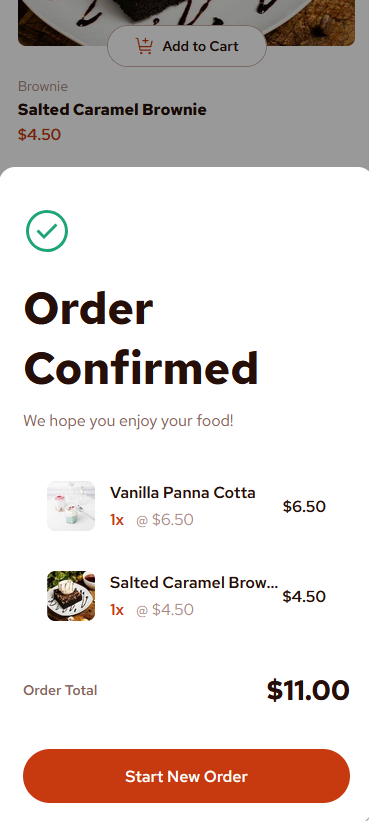 Add to Cart
Brownie
Salted Caramel Brownie
$4.50
Order
Confirmed
We hope you enjoy your food!
Vanilla Panna Cotta
1x @ $6.50
$6.50
Salted Caramel Brow...
1x @ $4.50
$4.50
Order Total
$11.00
Start New Order